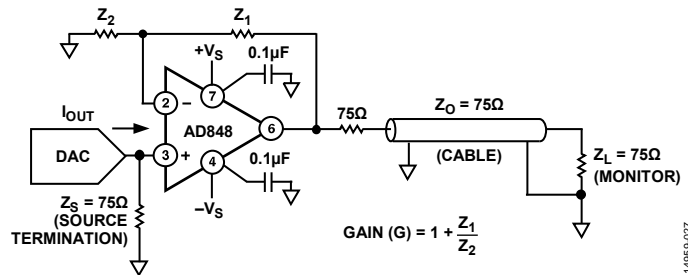 Z2
Z1
+VS
0.1µF
7
2
−
IOUT
AD848
6
75Ω
ZO = 75Ω
DAC
3
+
4
0.1µF
(CABLE)
ZL = 75Ω
(MONITOR)
ZS = 75Ω
(SOURCE
TERMINATION)
−VS
GAIN (G) = 1 + Z1/Z2
14959-027